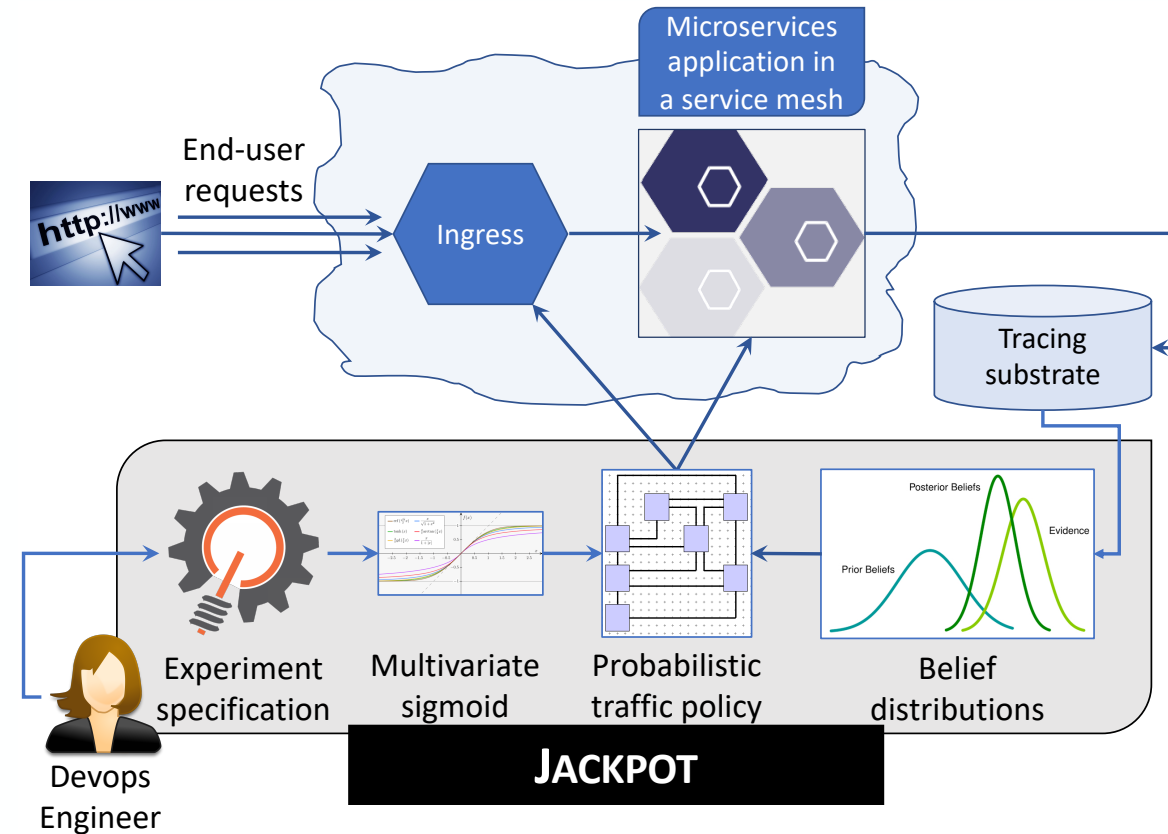 Microservices
application in
a service mesh
End-user
requests
http://www
Ingress
Tracing
substrate
Posterior Beliefs
Evidence
Prior Beliefs
Experiment
specification
Multivariate
sigmoid
Probabilistic
traffic policy
Belief
distributions
JACKPOT
Devops
Engineer